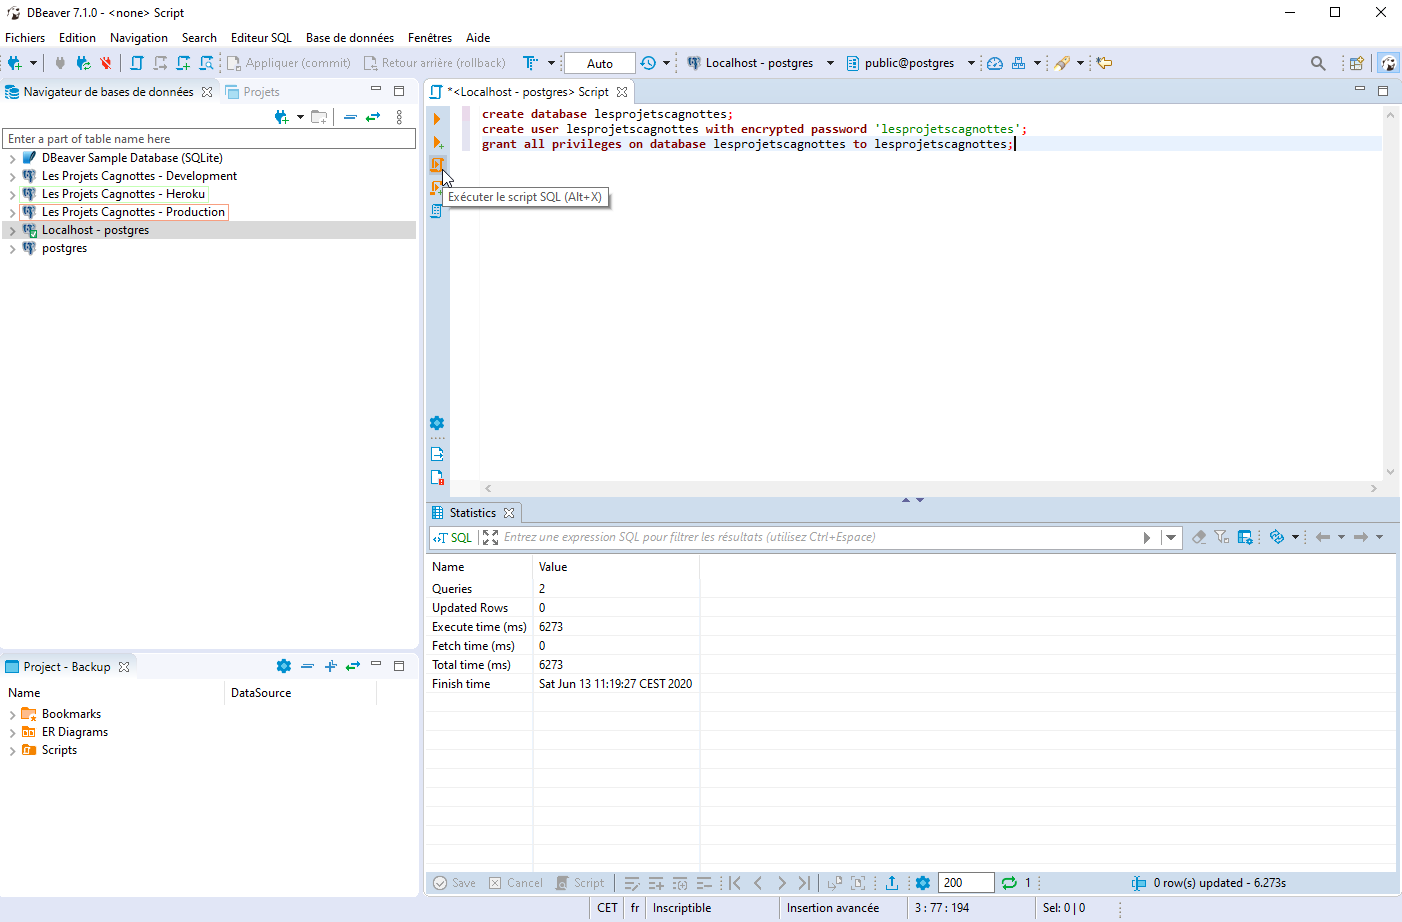 DBeaver 7.1.0 - <none> Script
Fichiers Edition Navigation Search Editeur SQL Base de données Fenêtres Aide
Appliquer (commit) Retour arrière (rollback) T Auto Localhost - postgres public@postgres
Navigateur de bases de données Projets
Enter a part of table name here
DBeaver Sample Database (SQLite)
Les Projets Cagnottes - Development
Les Projets Cagnottes - Heroku
Les Projets Cagnottes - Production
Localhost - postgres
postgres
*<Localhost - postgres> Script
create database lesprojetscagnottes;
create user lesprojetscagnottes with encrypted password 'lesprojetscagnottes';
grant all privileges on database lesprojetscagnottes to lesprojetscagnottes;
Exécuter le script SQL (Alt+X)
Statistics
T SQL Entrez une expression SQL pour filtrer les résultats (utilisez Ctrl+Espace)
Name Value
Queries 2
Updated Rows 0
Execute time (ms) 6273
Fetch time (ms) 0
Total time (ms) 6273
Finish time Sat Jun 13 11:19:27 CEST 2020
Project - Backup
Name DataSource
Bookmarks
ER Diagrams
Scripts
Save Cancel Script 200 1 0 row(s) updated - 6.273s
CET fr Inscriptible Insertion avancée 3 : 77 : 194 Sel: 0 | 0